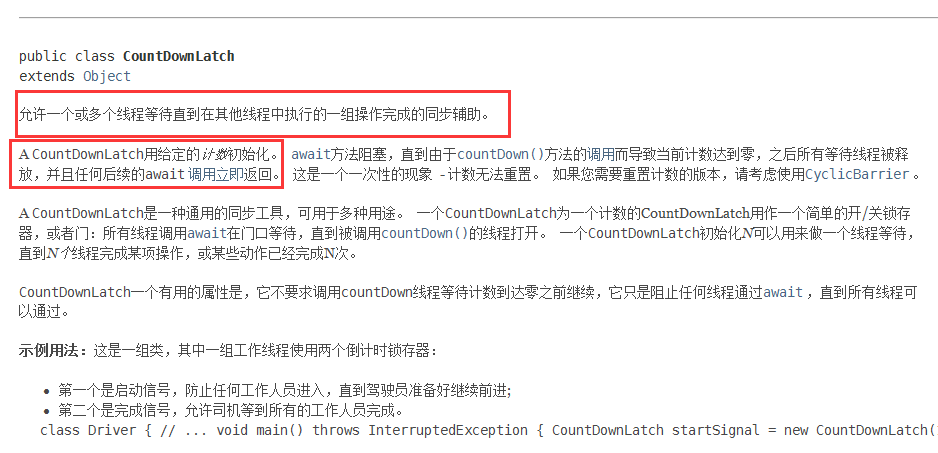 public class CountDownLatch
extends Object
允许一个或多个线程等待直到在其他线程中执行的一组操作完成的同步辅助。
A CountDownLatch用给定的计数初始化。 await方法阻塞，直到由于countDown()方法的调用而导致当前计数达到零，之后所有等待线程被释
放，并且任何后续的await 调用立即返回。 这是一个一次性的现象 -计数无法重置。 如果您需要重置计数的版本，请考虑使用CyclicBarrier 。
A CountDownLatch是一种通用的同步工具，可用于多种用途。 一个CountDownLatch为一个计数的CountDownLatch用作一个简单的开/关锁存
器，或者门：所有线程调用await在门口等待，直到被调用countDown()的线程打开。 一个CountDownLatch初始化N可以用来做一个线程等待，
直到N个线程完成某项操作，或某些动作已经完成N次。
CountDownLatch一个有用的属性是，它不要求调用countDown线程等待计数到达零之前继续，它只是阻止任何线程通过await ，直到所有线程可
以通过。
示例用法：这是一组类，其中一组工作线程使用两个倒计时锁存器：
• 第一个是启动信号，防止任何工作人员进入，直到驾驶员准备好继续前进;
• 第二个是完成信号，允许司机等到所有的工作人员完成。
class Driver { // ... void main() throws InterruptedException { CountDownLatch startSignal = new CountDownLatch(